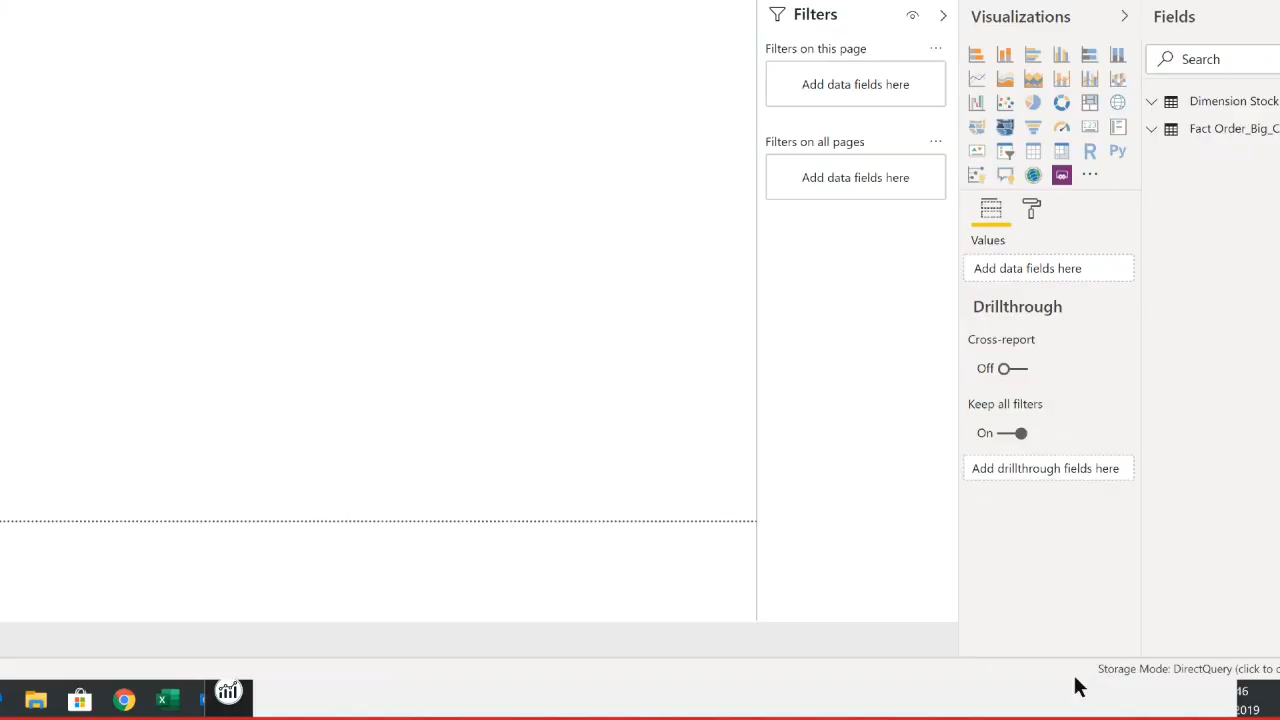 Filters
Filters on this page
Add data fields here
Filters on all pages
Add data fields here
Visualizations
R
Py
Values
Add data fields here
Drillthrough
Cross-report
Off
Keep all filters
On
Add drillthrough fields here
Fields
Search
Dimension Stock
Fact Order_Big_C
Storage Mode: DirectQuery (click to c
46
2019